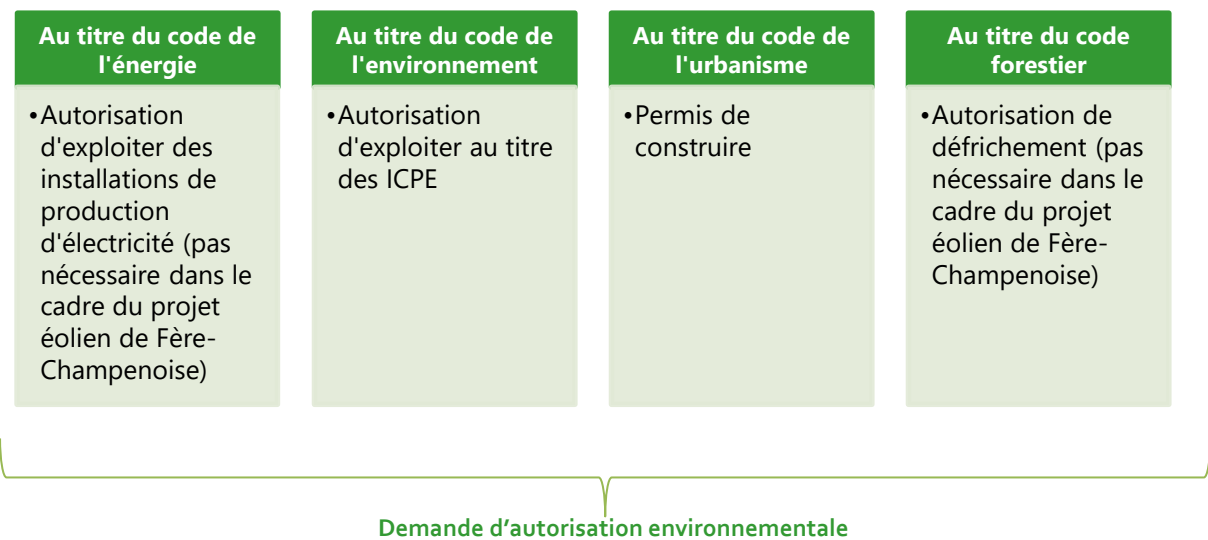 Au titre du code de
l'énergie
•Autorisation
d'exploiter des
installations de
production
d'électricité (pas
nécessaire dans le
cadre du projet
éolien de Fère-
Champenoise)
Au titre du code de
l'environnement
•Autorisation
d'exploiter au titre
des ICPE
Au titre du code de
l'urbanisme
•Permis de
construire
Au titre du code
forestier
•Autorisation de
défrichement (pas
nécessaire dans le
cadre du projet
éolien de Fère-
Champenoise)
Demande d’autorisation environnementale